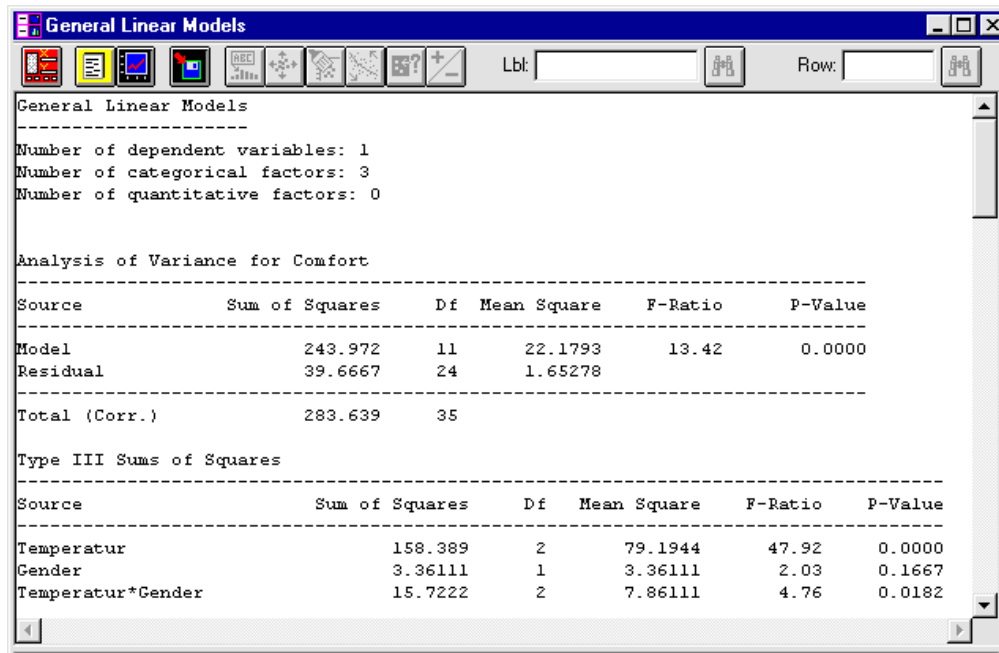 General Linear Models
Lbl: Row:
General Linear Models
---------------------
Number of dependent variables: 1
Number of categorical factors: 3
Number of quantitative factors: 0
Analysis of Variance for Comfort
Source Sum of Squares Df Mean Square F-Ratio P-Value
Model 243.972 11 22.1793 13.42 0.0000
Residual 39.6667 24 1.65278
Total (Corr.) 283.639 35
Type III Sums of Squares
Source Sum of Squares Df Mean Square F-Ratio P-Value
Temperatur 158.389 2 79.1944 47.92 0.0000
Gender 3.36111 1 3.36111 2.03 0.1667
Temperatur*Gender 15.7222 2 7.86111 4.76 0.0182